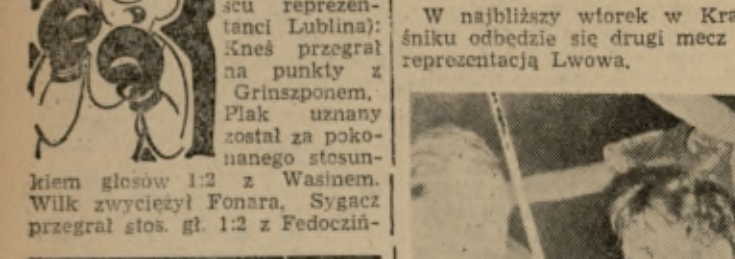 scu reprezen-
tanci Lublina):
Kneś przegrał
na punkty z
Grinszponem,
Plak uznany
został za poko-
nanego stosun-
kiem głosów 1:2 z Wasinem.
Wilk zwyciężył Fonara, Sygacz
przegrał stos. gł. 1:2 z Fedocziń-
W najbliższy wtorek w Kra
śniku odbędzie się drugi mecz
reprezentacją Lwowa.